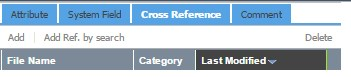 Attribute System Field Cross Reference Comment
Add Add Ref. by search Delete
File Name Category Last Modified